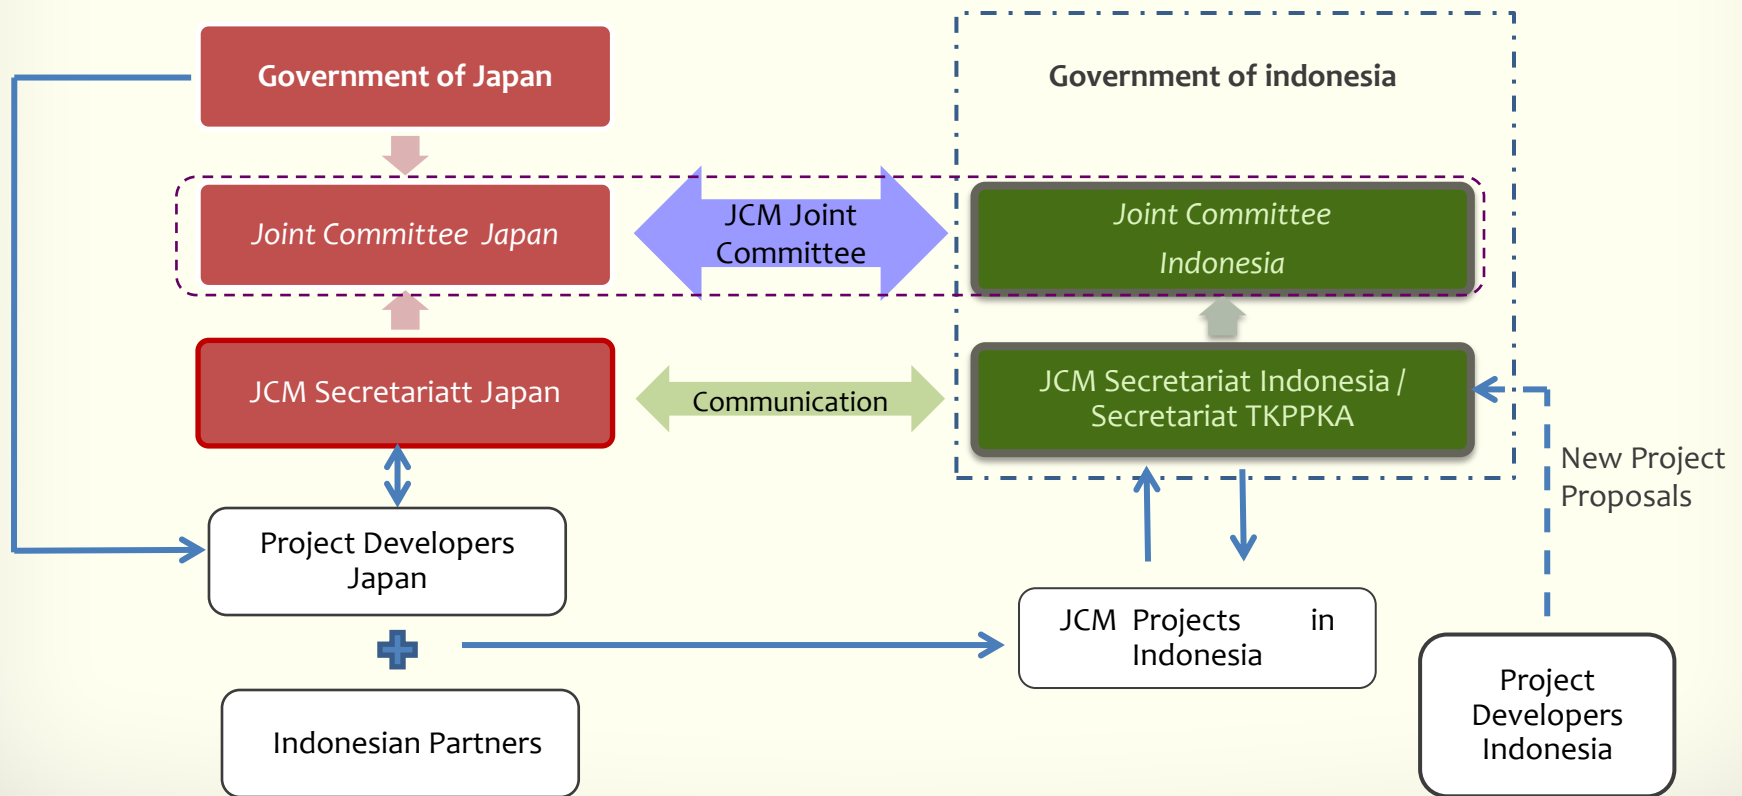 Government of Japan
Government of indonesia
Joint Committee Japan
JCM Joint
Committee
Joint Committee
Indonesia
JCM Secretariatt Japan
Communication
JCM Secretariat Indonesia /
Secretariat TKPPKA
New Project
Proposals
Project Developers
Japan
JCM Projects in
Indonesia
Indonesian Partners
Project
Developers
Indonesia